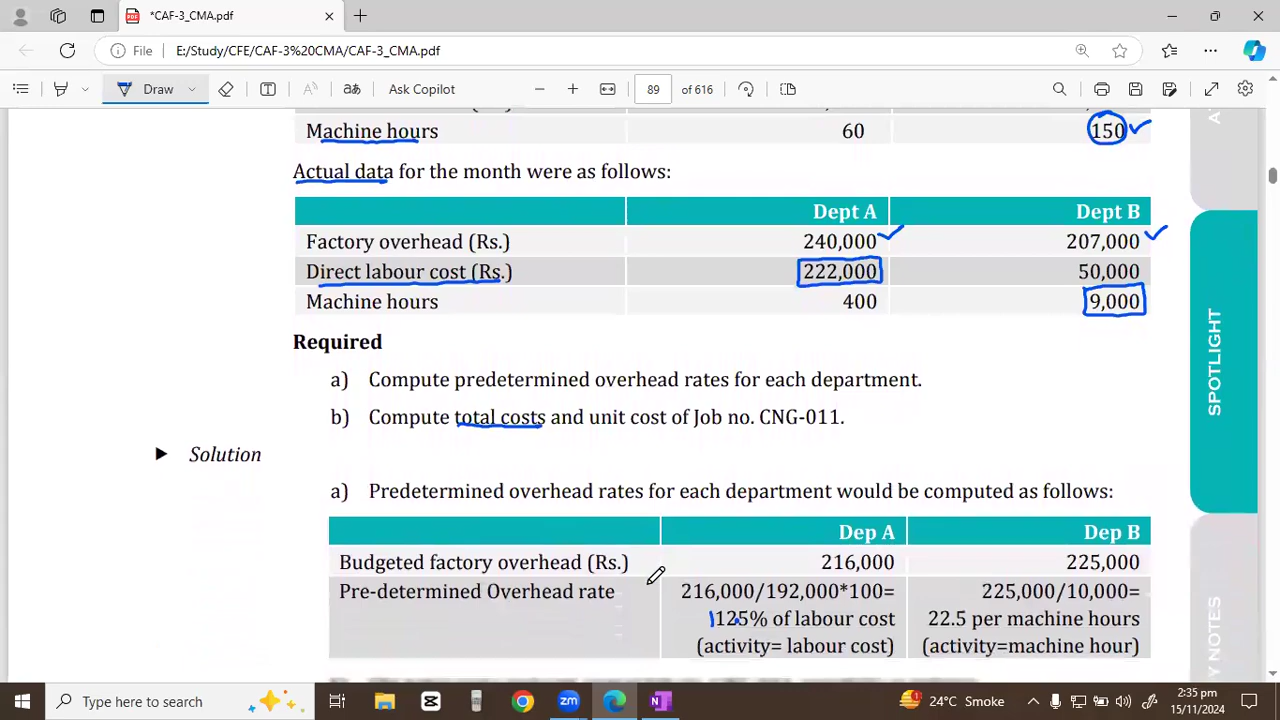 *CAF-3_CMA.pdf
File E:/Study/CFE/CAF-3%20CMA/CAF-3_CMA.pdf
Draw Ask Copilot 89 of 616
Machine hours 60 150
Actual data for the month were as follows:
Dept A Dept B
Factory overhead (Rs.) 240,000 207,000
Direct labour cost (Rs.) 222,000 50,000
Machine hours 400 9,000
Required
a) Compute predetermined overhead rates for each department.
b) Compute total costs and unit cost of Job no. CNG-011.
Solution
a) Predetermined overhead rates for each department would be computed as follows:
Dep A Dep B
Budgeted factory overhead (Rs.) 216,000 225,000
Pre-determined Overhead rate 216,000/192,000*100= 225,000/10,000=
125% of labour cost 22.5 per machine hours
(activity= labour cost) (activity=machine hour)
SPOTLIGHT
Y NOTES
Type here to search 24°C Smoke 2:35 pm
15/11/2024